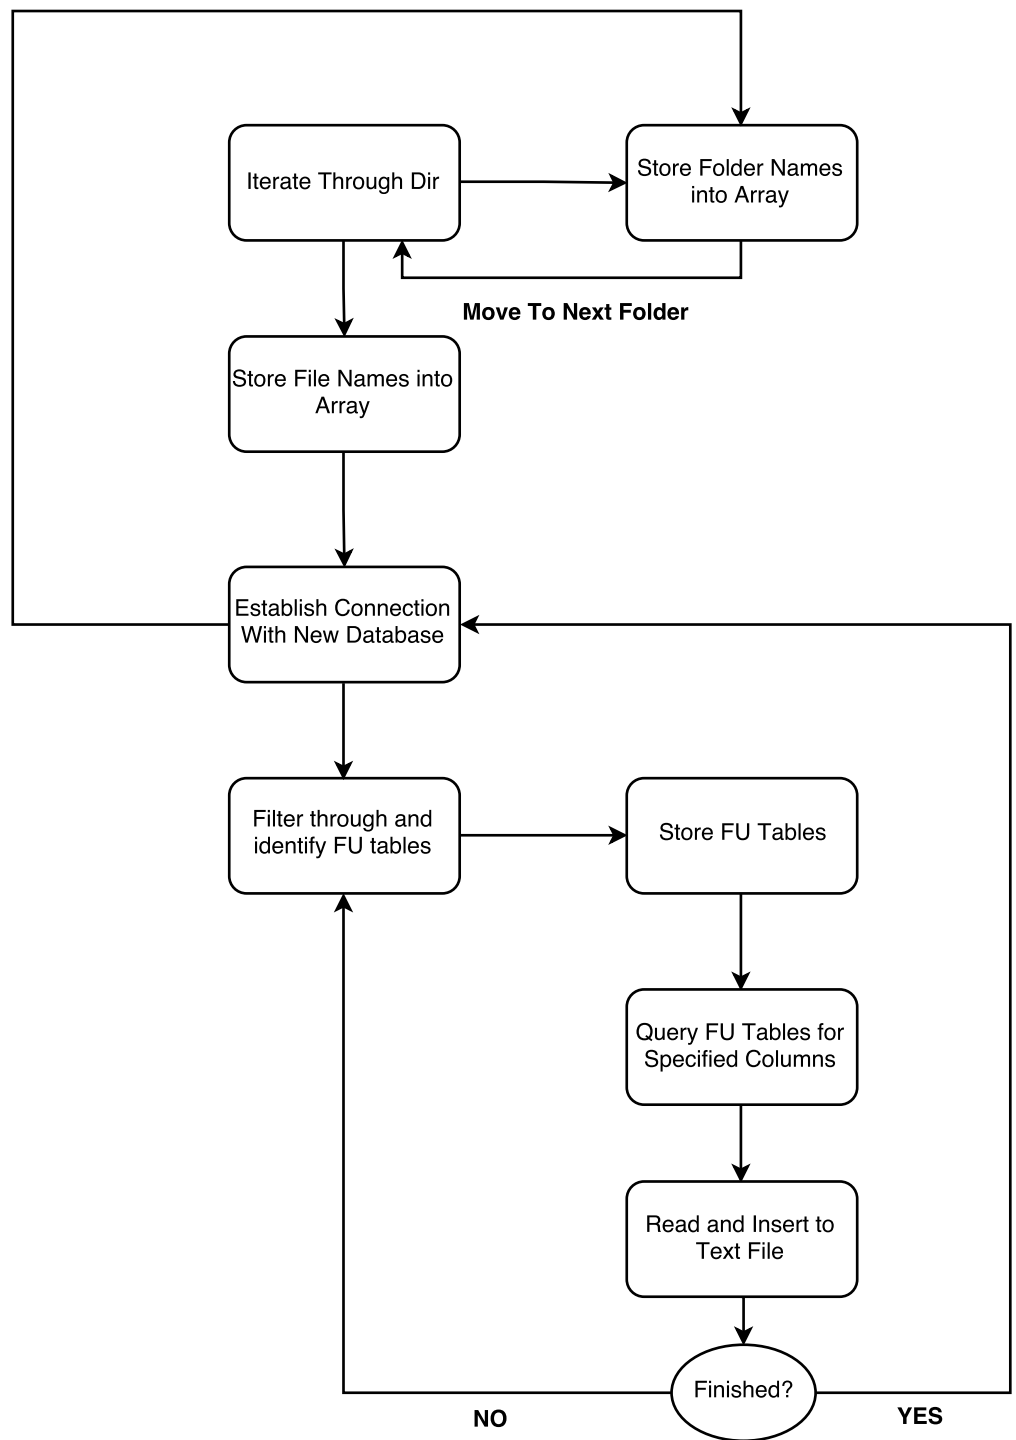 Iterate Through Dir
Store Folder Names
into Array
Move To Next Folder
Store File Names into
Array
Establish Connection
With New Database
Filter through and
identify FU tables
Store FU Tables
Query FU Tables for
Specified Columns
Read and Insert to
Text File
Finished?
NO
YES